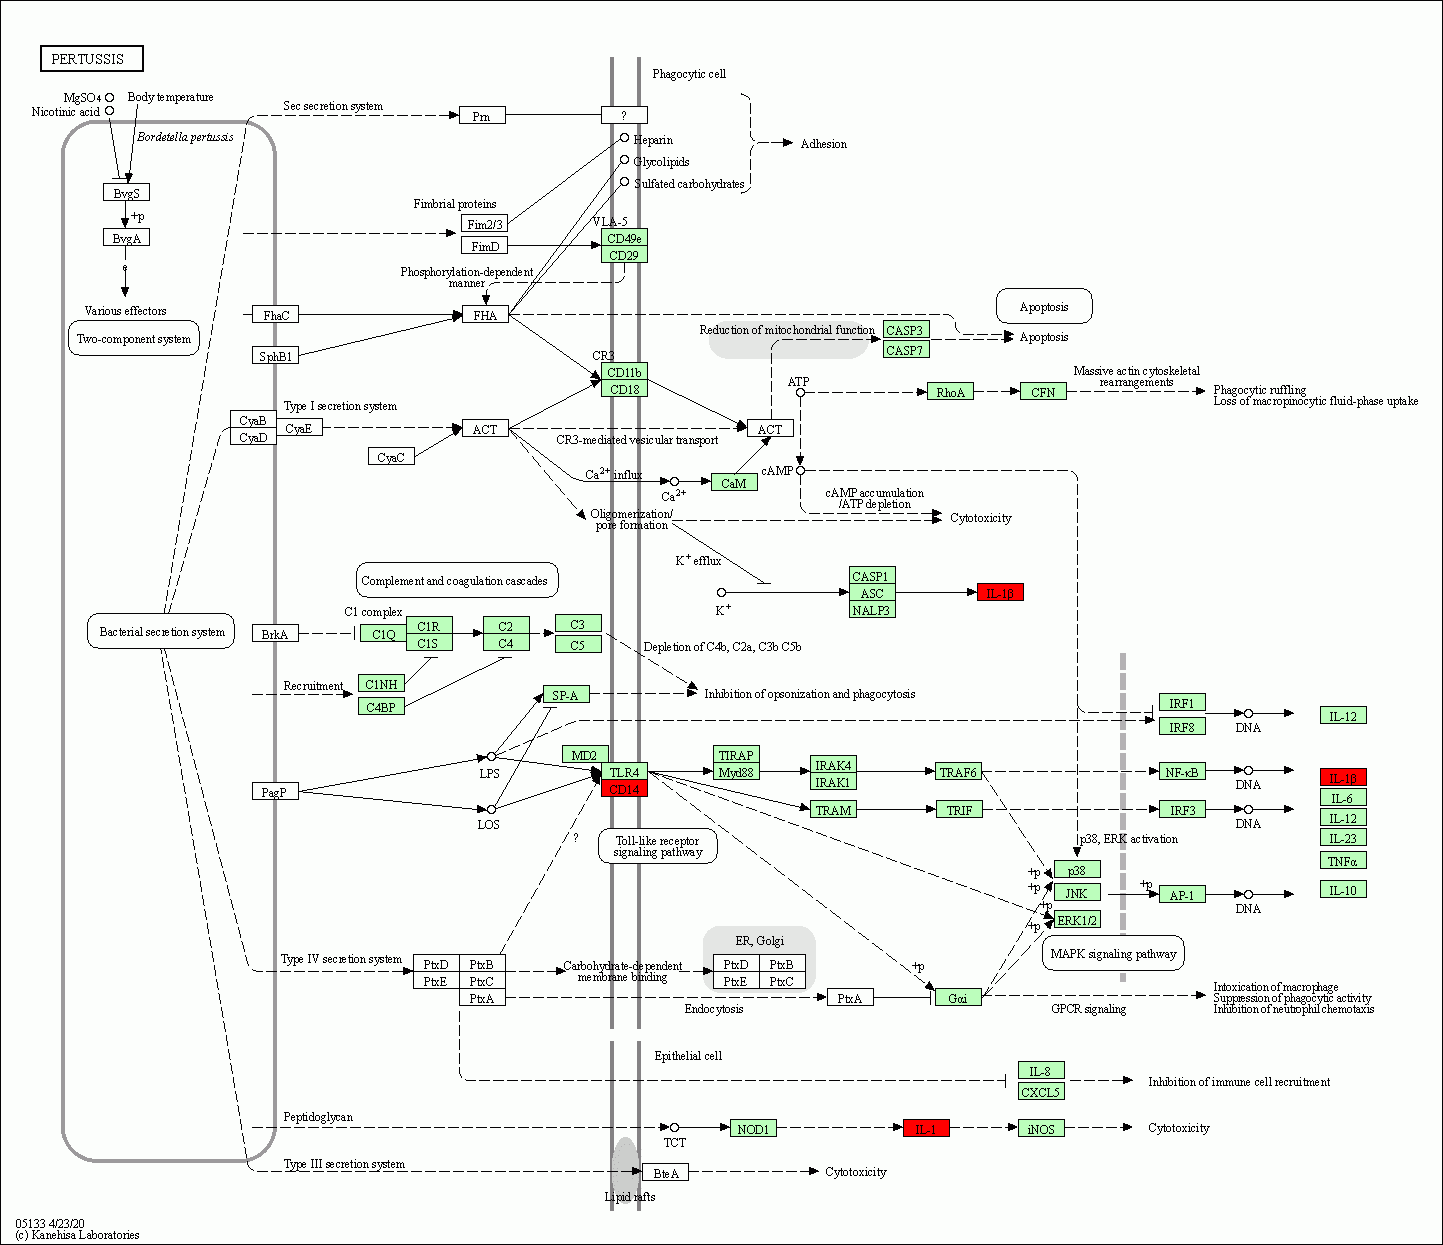 PERTUSSIS
MgSO4
Nicotinic acid
Body temperature
Bordetella pertussis
BvgS
+p
BvgA
e
Various effectors
Two-component system
Bacterial secretion system
Sec secretion system
Prn
?
Phagocytic cell
Heparin
Glycolipids
Sulfated carbohydrates
Adhesion
Fimbrial proteins
Fim2/3
FimD
VLA-5
CD49e
CD29
Phosphorylation-dependent
manner
FhaC
FHA
SphB1
Reduction of mitochondrial function
CASP3
CASP7
Apoptosis
Apoptosis
CR3
CD11b
CD18
ATP
RhoA
CFN
Massive actin cytoskeletal
rearrangements
Phagocytic ruffling
Loss of macropinocytic fluid-phase uptake
Type I secretion system
CyaB
CyaD
CyaE
CyaC
ACT
ACT
CR3-mediated vesicular transport
Ca2+ influx
Ca2+
CaM
cAMP
cAMP accumulation
/ATP depletion
Cytotoxicity
Oligomerization/
pore formation
K+ efflux
K+
CASP1
ASC
NALP3
IL-1β
Complement and coagulation cascades
C1 complex
BrkA
C1Q
C1R
C1S
C2
C4
C3
C5
Depletion of C4b, C2a, C3b C5b
Recruitment
C1NH
C4BP
SP-A
Inhibition of opsonization and phagocytosis
IRF1
IRF8
DNA
IL-12
LPS
MD2
TLR4
CD14
TIRAP
Myd88
IRAK4
IRAK1
TRAF6
NF-κB
DNA
IL-1β
IL-6
IL-12
IL-23
TNFα
IL-10
PagP
LOS
TRAM
TRIF
IRF3
DNA
?
Toll-like receptor
signaling pathway
p38, ERK activation
+p
+p
+p
+p
p38
JNK
ERK1/2
+p
AP-1
DNA
MAPK signaling pathway
Type IV secretion system
PtxD
PtxB
PtxE
PtxC
PtxA
Carbohydrate-dependent
membrane binding
ER, Golgi
PtxD
PtxB
PtxE
PtxC
Endocytosis
PtxA
+p
Gαi
GPCR signaling
Intoxication of macrophage
Suppression of phagocytic activity
Inhibition of neutrophil chemotaxis
Epithelial cell
IL-8
CXCL5
Inhibition of immune cell recruitment
Peptidoglycan
TCT
NOD1
IL-1
iNOS
Cytotoxicity
Type III secretion system
BteA
Cytotoxicity
Lipid rafts
05133 4/23/20
(c) Kanehisa Laboratories